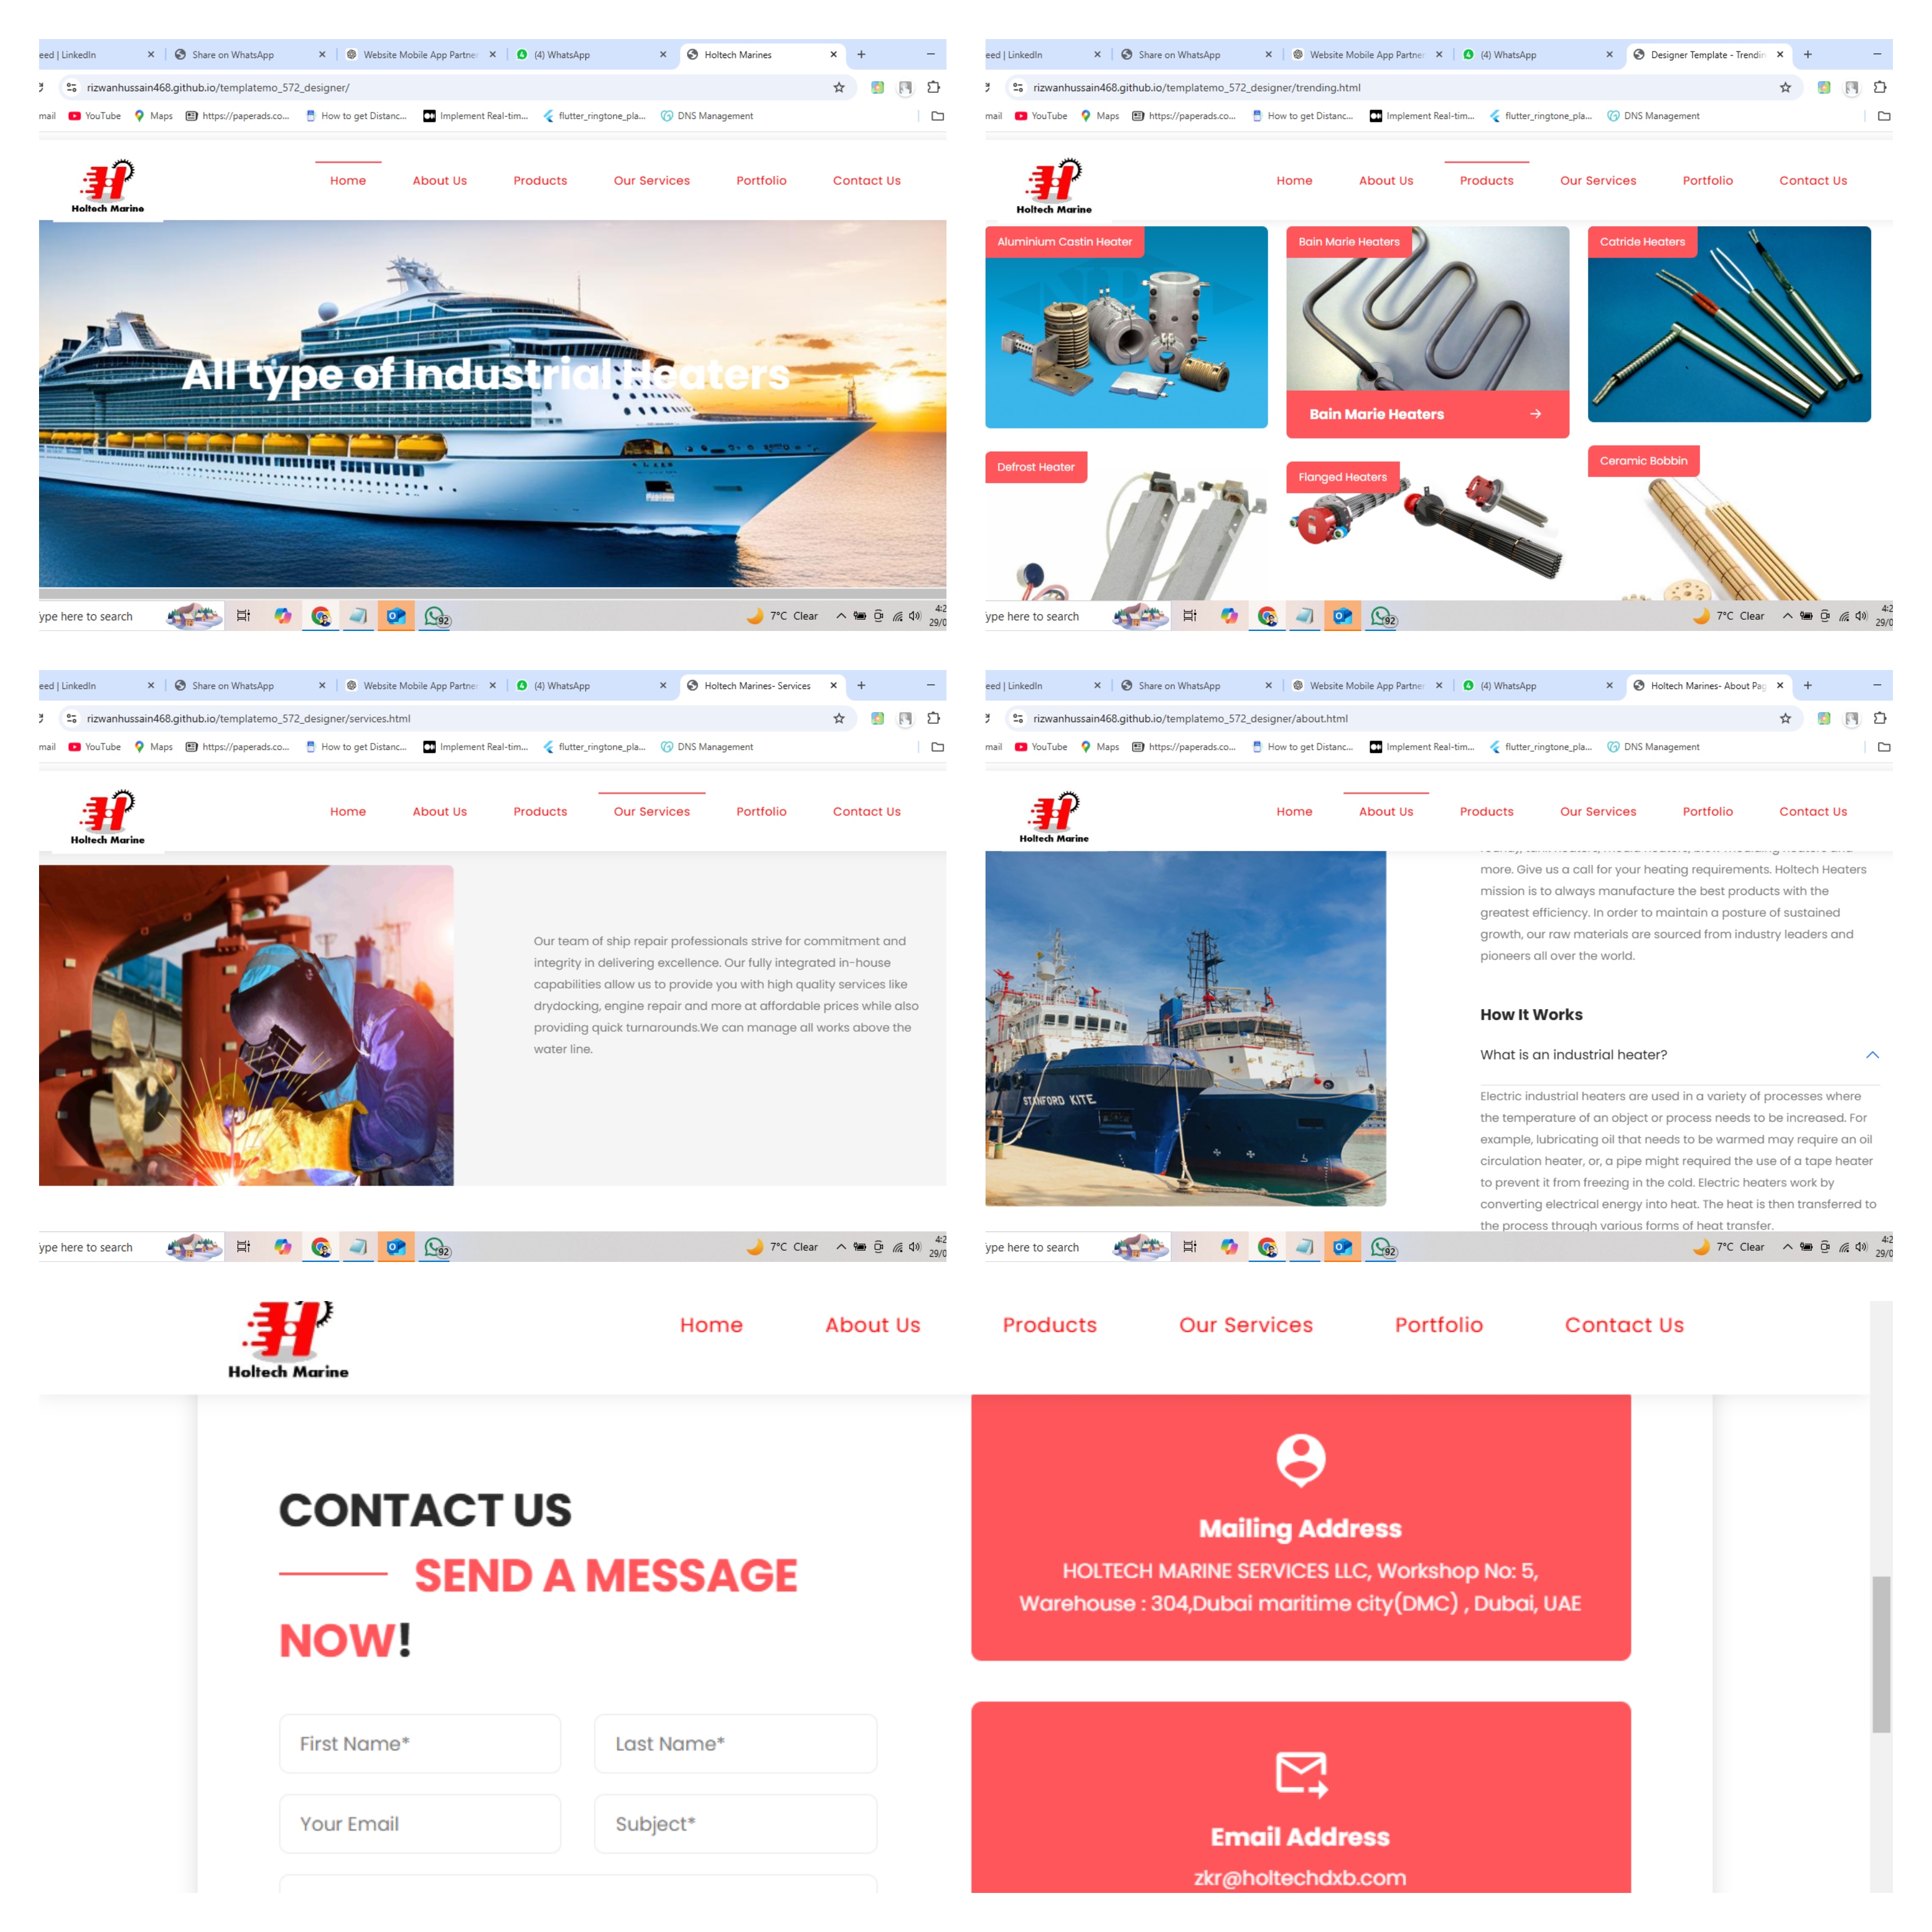 eed | LinkedIn
Share on WhatsApp
Website Mobile App Partner
(4) WhatsApp
Holtech Marines
rizwanhussain468.github.io/templatemo_572_designer/
mail YouTube Maps https://paperads.co... How to get Distanc... Implement Real-tim... flutter_ringtone_pla... DNS Management
Holtech Marine
Home About Us Products Our Services Portfolio Contact Us
All type of Industrial Heaters
ype here to search
92
7°C Clear
4:2
29/0
eed | LinkedIn
Share on WhatsApp
Website Mobile App Partner
(4) WhatsApp
Designer Template - Trendin
rizwanhussain468.github.io/templatemo_572_designer/trending.html
mail YouTube Maps https://paperads.co... How to get Distanc... Implement Real-tim... flutter_ringtone_pla... DNS Management
Holtech Marine
Home About Us Products Our Services Portfolio Contact Us
Aluminium Castin Heater
Bain Marie Heaters
Catride Heaters
Bain Marie Heaters
Defrost Heater
Flanged Heaters
Ceramic Bobbin
ype here to search
92
7°C Clear
4:2
29/0
eed | LinkedIn
Share on WhatsApp
Website Mobile App Partner
(4) WhatsApp
Holtech Marines- Services
rizwanhussain468.github.io/templatemo_572_designer/services.html
mail YouTube Maps https://paperads.co... How to get Distanc... Implement Real-tim... flutter_ringtone_pla... DNS Management
Holtech Marine
Home About Us Products Our Services Portfolio Contact Us
Our team of ship repair professionals strive for commitment and
integrity in delivering excellence. Our fully integrated in-house
capabilities allow us to provide you with high quality services like
drydocking, engine repair and more at affordable prices while also
providing quick turnarounds.We can manage all works above the
water line.
ype here to search
92
7°C Clear
4:2
29/0
eed | LinkedIn
Share on WhatsApp
Website Mobile App Partner
(4) WhatsApp
Holtech Marines- About Pag
rizwanhussain468.github.io/templatemo_572_designer/about.html
mail YouTube Maps https://paperads.co... How to get Distanc... Implement Real-tim... flutter_ringtone_pla... DNS Management
Holtech Marine
Home About Us Products Our Services Portfolio Contact Us
STANFORD KITE
more. Give us a call for your heating requirements. Holtech Heaters
mission is to always manufacture the best products with the
greatest efficiency. In order to maintain a posture of sustained
growth, our raw materials are sourced from industry leaders and
pioneers all over the world.
How It Works
What is an industrial heater?
Electric industrial heaters are used in a variety of processes where
the temperature of an object or process needs to be increased. For
example, lubricating oil that needs to be warmed may require an oil
circulation heater, or, a pipe might required the use of a tape heater
to prevent it from freezing in the cold. Electric heaters work by
converting electrical energy into heat. The heat is then transferred to
the process through various forms of heat transfer.
ype here to search
92
7°C Clear
4:2
29/0
Holtech Marine
Home About Us Products Our Services Portfolio Contact Us
CONTACT US
SEND A MESSAGE
NOW!
First Name*
Last Name*
Your Email
Subject*
Mailing Address
HOLTECH MARINE SERVICES LLC, Workshop No: 5,
Warehouse : 304,Dubai maritime city(DMC) , Dubai, UAE
Email Address
zkr@holtechdxb.com